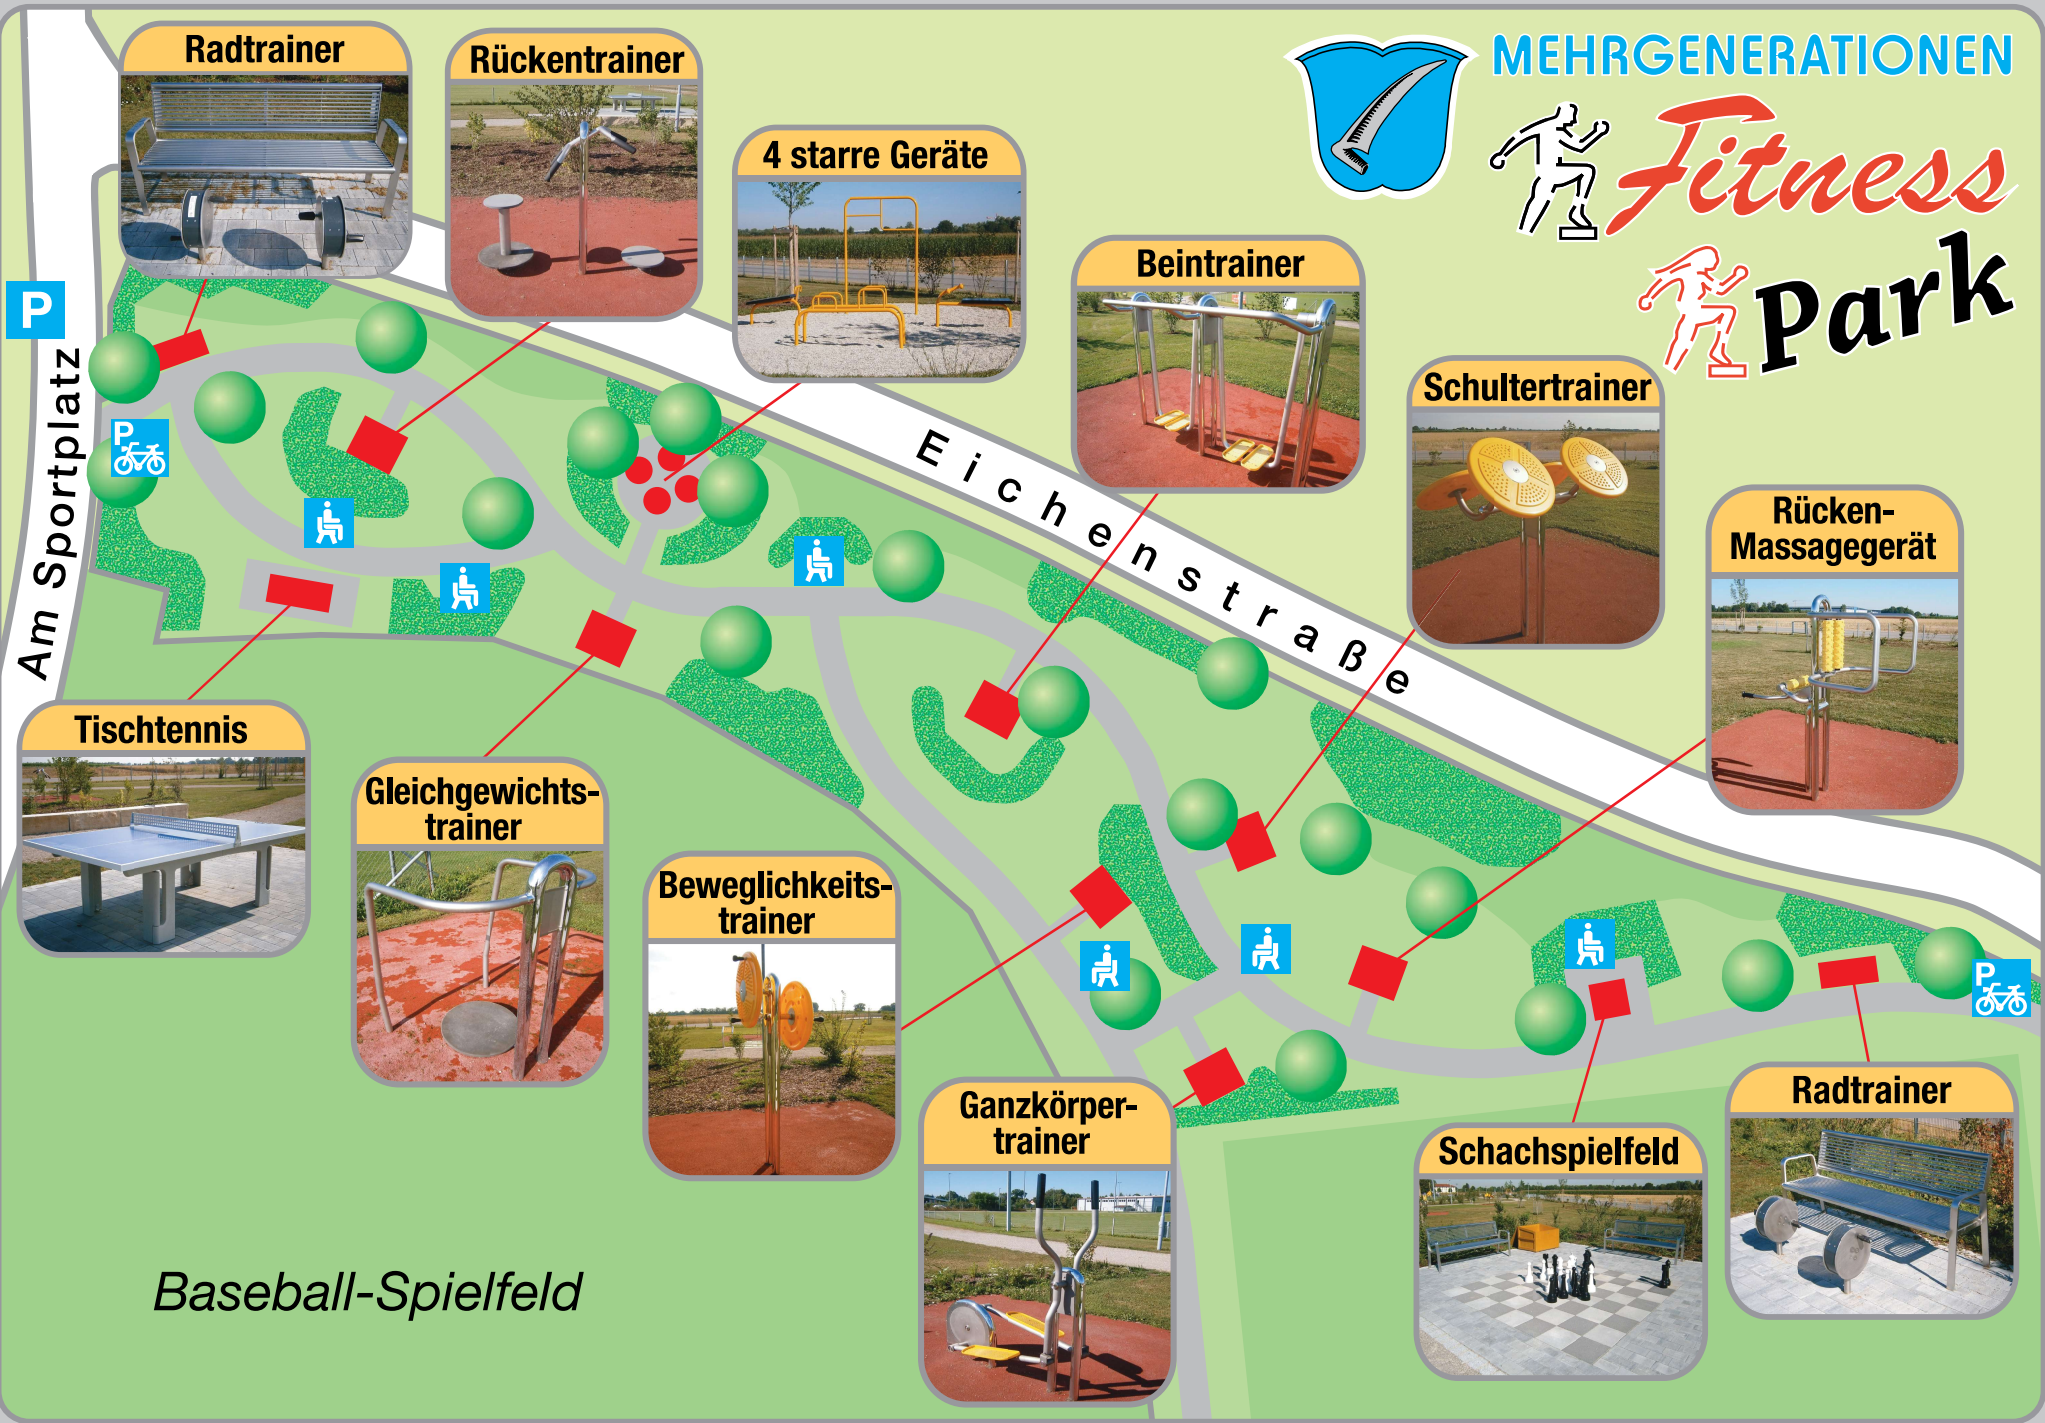 MEHRGENERATIONEN
Fitness
Park
Radtrainer
Rückentrainer
4 starre Geräte
Beintrainer
Schultertrainer
Rücken-
Massagegerät
P
P
Am Sportplatz
Eichenstraße
Tischtennis
Gleichgewichts-
trainer
Beweglichkeits-
trainer
Ganzkörper-
trainer
Schachspielfeld
Radtrainer
P
Baseball-Spielfeld